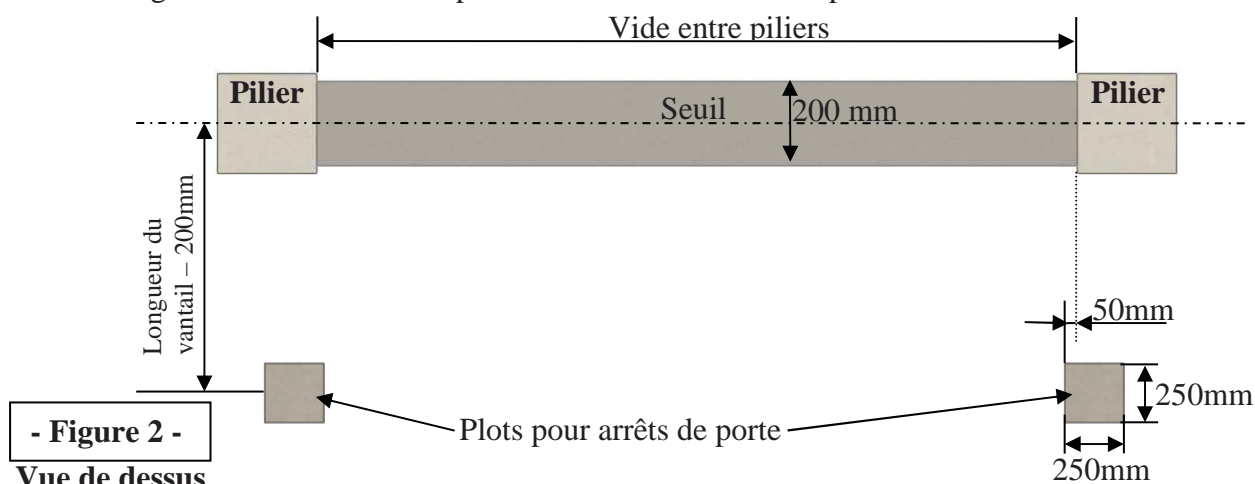 Vide entre piliers
Pilier
Seuil
200 mm
Pilier
Longueur du
vantail – 200mm
50mm
250mm
Plots pour arrêts de porte
250mm
- Figure 2 -
Vue de dessus